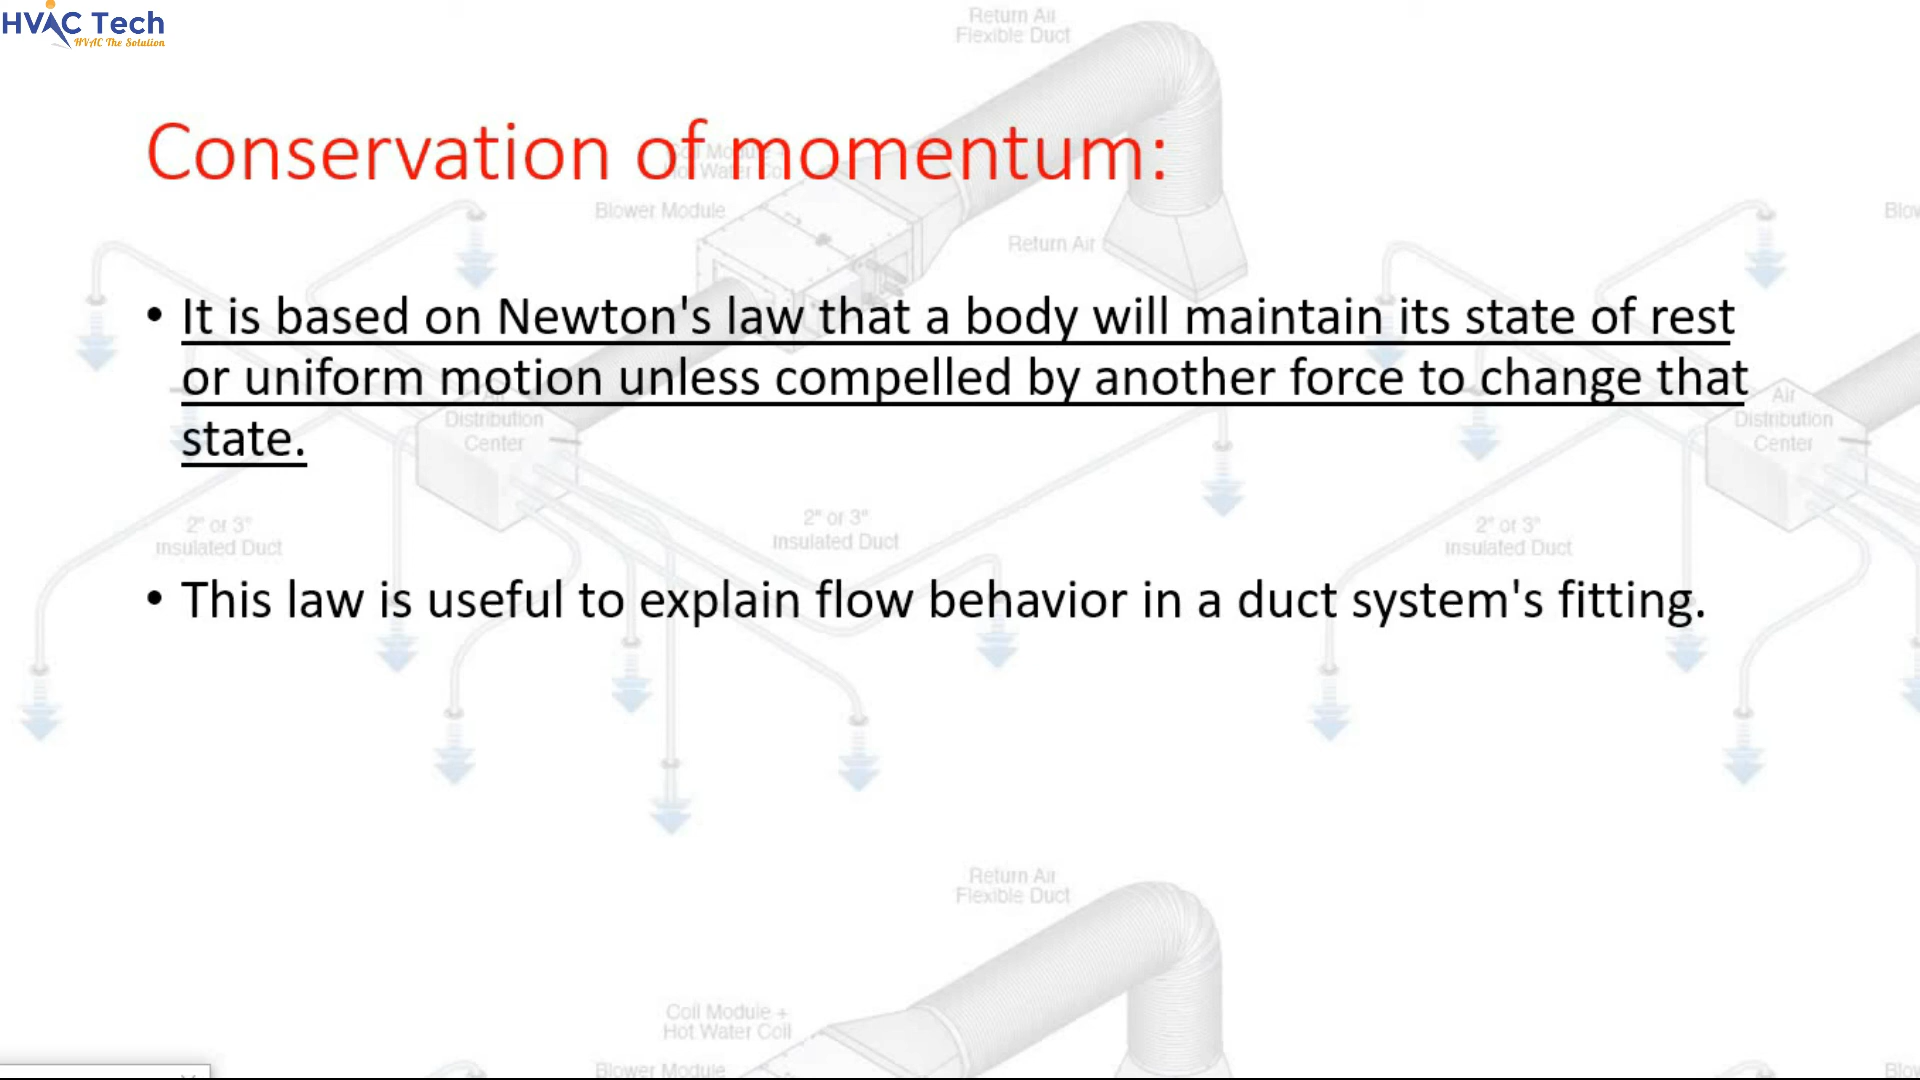 HVAC Tech
HVAC The Solution
Return Air
Flexible Duct
Conservation of momentum:
Blower Module
Return Air
• It is based on Newton's law that a body will maintain its state of rest
or uniform motion unless compelled by another force to change that
state.
Distribution
Center
Air
Distribution
Center
2" or 3"
Insulated Duct
2" or 3"
Insulated Duct
2" or 3"
Insulated Duct
• This law is useful to explain flow behavior in a duct system's fitting.
Return Air
Flexible Duct
Coil Module +
Hot Water Coil
Blower Module